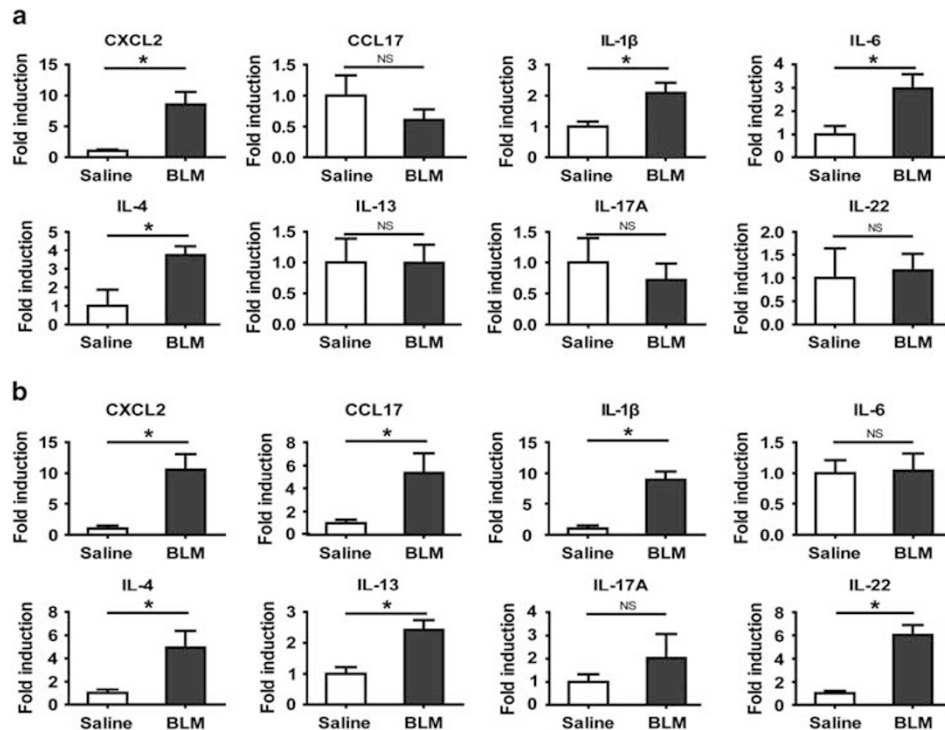 a
CXCL2
CCL17
IL-1β
IL-6
Fold induction
15
10
5
0
*
Saline BLM
Fold induction
1.5
1.0
0.5
0.0
NS
Saline BLM
Fold induction
3
2
1
0
*
Saline BLM
Fold induction
4
3
2
1
0
*
Saline BLM
IL-4
IL-13
IL-17A
IL-22
Fold induction
5
4
3
2
1
0
*
Saline BLM
Fold induction
1.5
1.0
0.5
0.0
NS
Saline BLM
Fold induction
1.5
1.0
0.5
0.0
NS
Saline BLM
Fold induction
2.0
1.5
1.0
0.5
0.0
NS
Saline BLM
b
CXCL2
CCL17
IL-1β
IL-6
Fold induction
15
10
5
0
*
Saline BLM
Fold induction
8
6
4
2
0
*
Saline BLM
Fold induction
15
10
5
0
*
Saline BLM
Fold induction
1.5
1.0
0.5
0.0
NS
Saline BLM
IL-4
IL-13
IL-17A
IL-22
Fold induction
8
6
4
2
0
*
Saline BLM
Fold induction
3
2
1
0
*
Saline BLM
Fold induction
4
3
2
1
0
NS
Saline BLM
Fold induction
8
6
4
2
0
*
Saline BLM